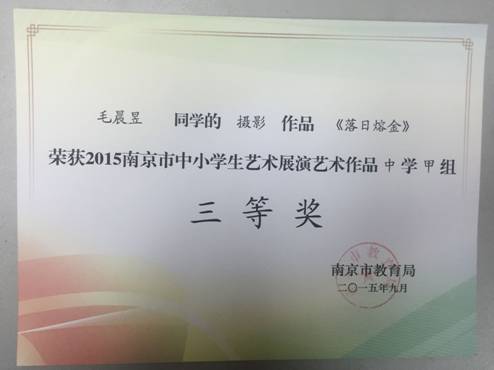 毛晨昱 同学的 摄影 作品 《落日熔金》
荣获2015南京市中小学生艺术展演艺术作品中学甲组
三等奖
南京市教育局
二〇一五年九月